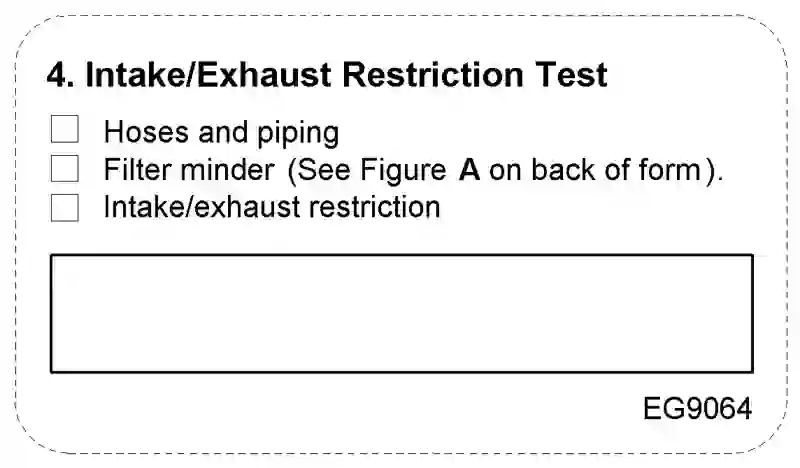 4. Intake/Exhaust Restriction Test
Hoses and piping
Filter minder (See Figure A on back of form).
Intake/exhaust restriction
EG9064